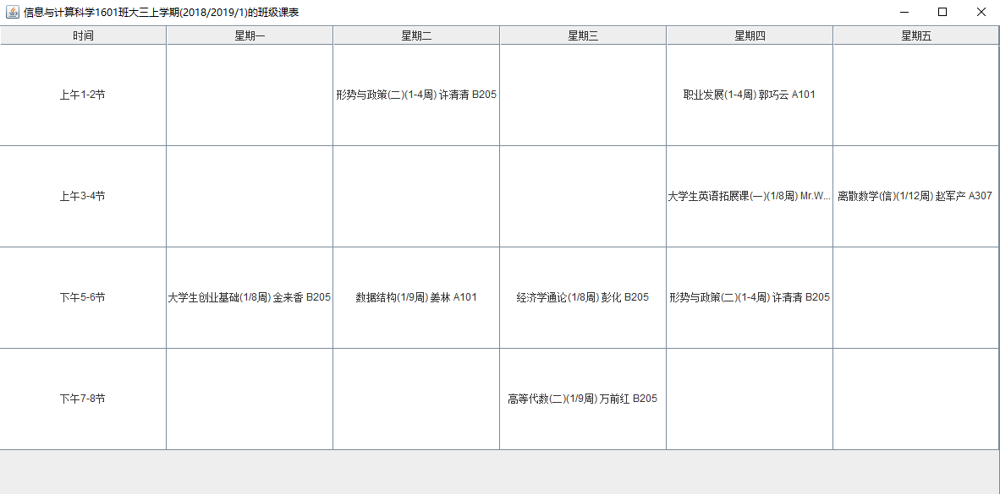 信息与计算科学1601班大三上学期(2018/2019/1)的班级课表
时间 星期一 星期二 星期三 星期四 星期五
上午1-2节 形势与政策(二)(1-4周) 许清清 B205 职业发展(1-4周) 郭巧云 A101
上午3-4节 大学生英语拓展课(一)(1/8周) Mr.W... 离散数学(信)(1/12周) 赵军产 A307
下午5-6节 大学生创业基础(1/8周) 金来香 B205 数据结构(1/9周) 姜林 A101 经济学通论(1/8周) 彭化 B205 形势与政策(二)(1-4周) 许清清 B205
下午7-8节 高等代数(二)(1/9周) 万前红 B205